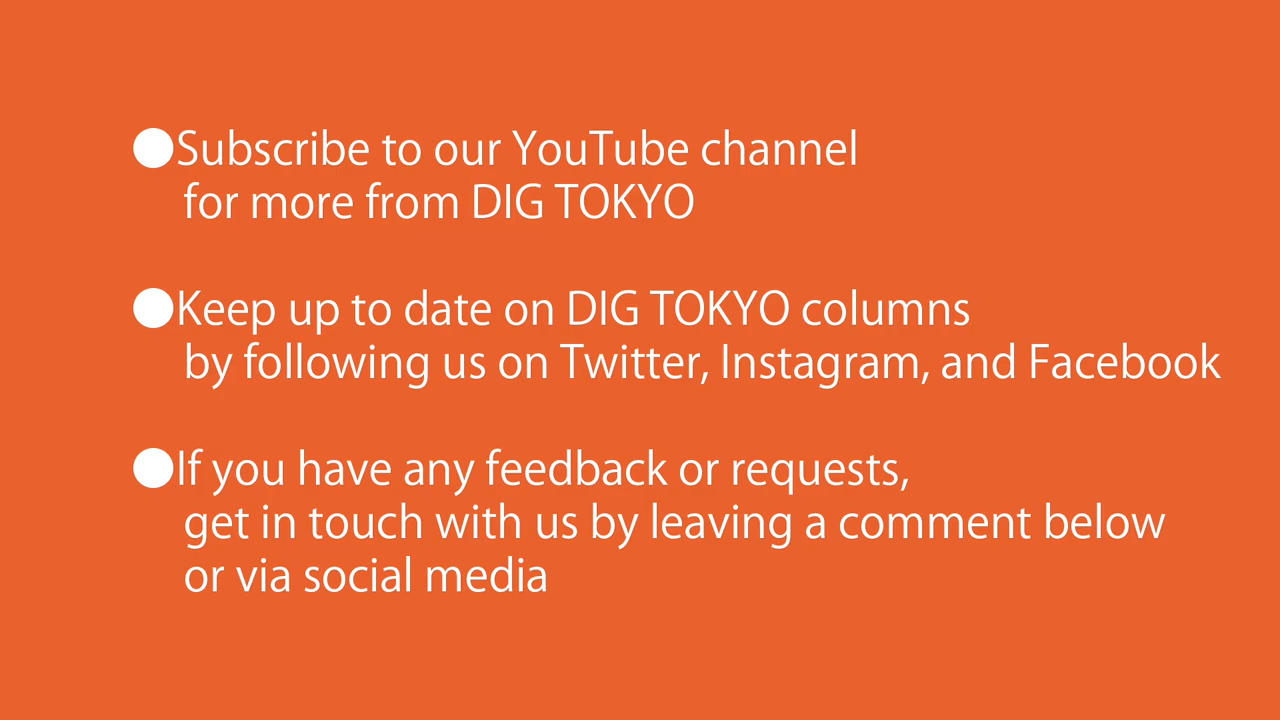 ●Subscribe to our YouTube channel
for more from DIG TOKYO
●Keep up to date on DIG TOKYO columns
by following us on Twitter, Instagram, and Facebook
●If you have any feedback or requests,
get in touch with us by leaving a comment below
or via social media